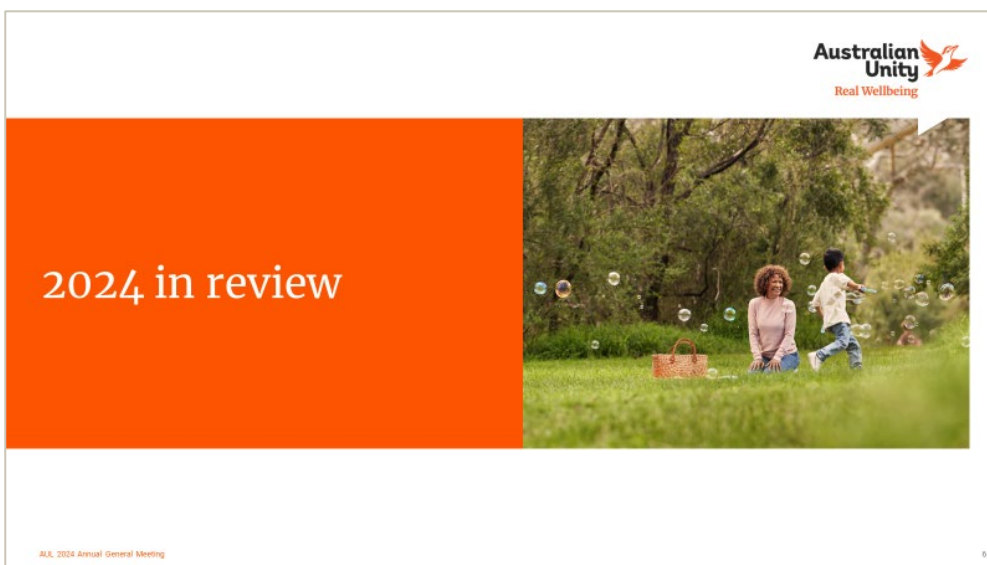 Australian
Unity
Real Wellbeing
2024 in review
AUL 2024 Annual General Meeting
6